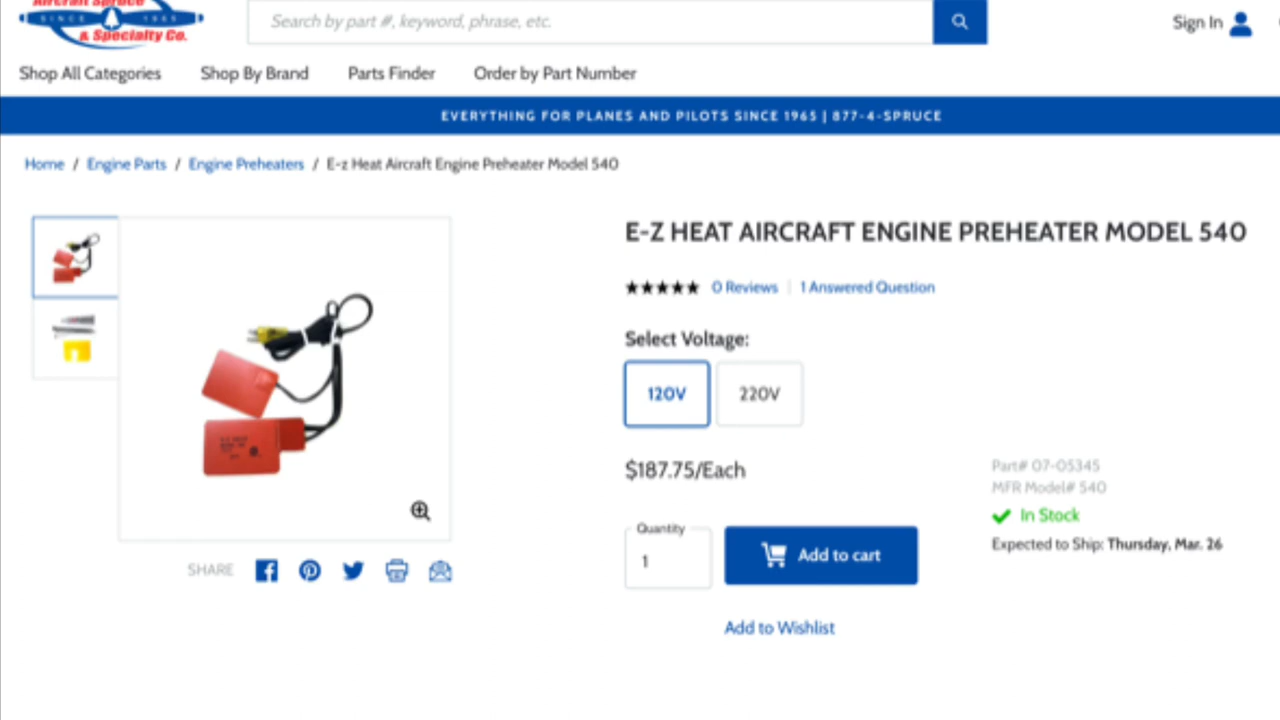 Aircraft Spruce
SINCE 1965
& Specialty Co.
Search by part #, keyword, phrase, etc.
Sign In
Shop All Categories
Shop By Brand
Parts Finder
Order by Part Number
EVERYTHING FOR PLANES AND PILOTS SINCE 1965 | 877-4-SPRUCE
Home / Engine Parts / Engine Preheaters / E-z Heat Aircraft Engine Preheater Model 540
E-Z HEAT AIRCRAFT ENGINE PREHEATER MODEL 540
0 Reviews | 1 Answered Question
Select Voltage:
120V
220V
$187.75/Each
Part# 07-05345
MFR Model# 540
In Stock
Expected to Ship: Thursday, Mar. 26
Quantity
1
Add to cart
Add to Wishlist
SHARE